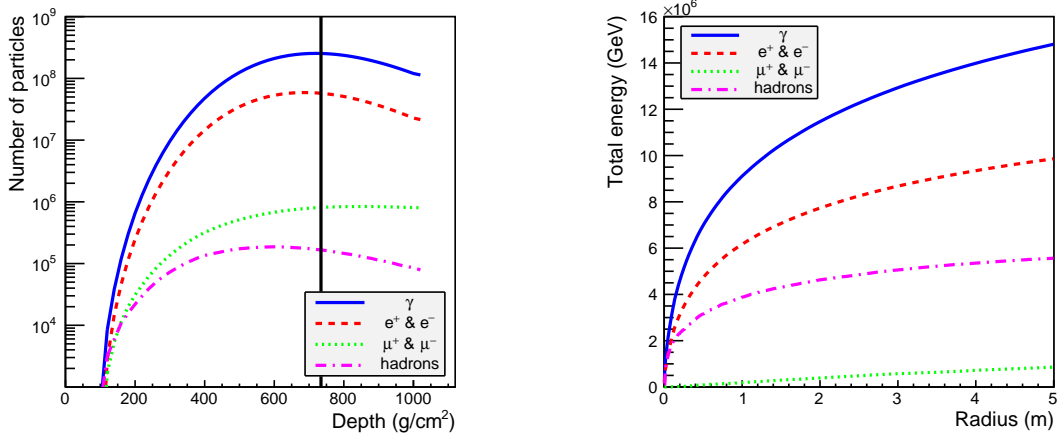 Number of particles
10⁹
10⁸
10⁷
10⁶
10⁵
10⁴
γ
e⁺ & e⁻
μ⁺ & μ⁻
hadrons
0 200 400 600 800 1000
Depth (g/cm²)
Total energy (GeV)
×10⁶
16
14
12
10
8
6
4
2
0
γ
e⁺ & e⁻
μ⁺ & μ⁻
hadrons
0 1 2 3 4 5
Radius (m)